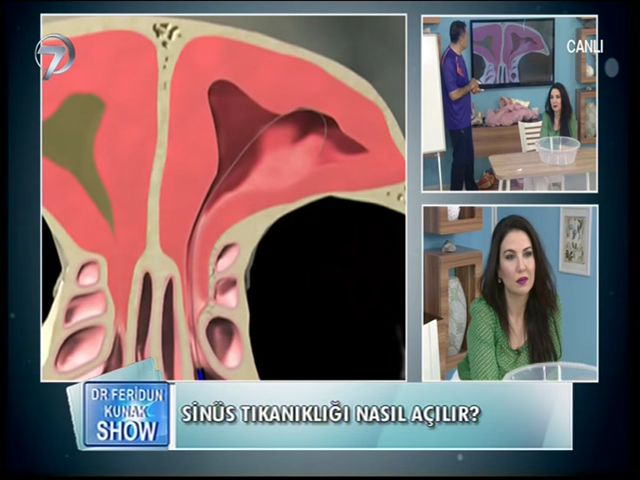 7
CANLI
DR FERİDUN
KUNAK
SHOW
SİNÜS TIKANIKLIĞI NASIL AÇILIR?